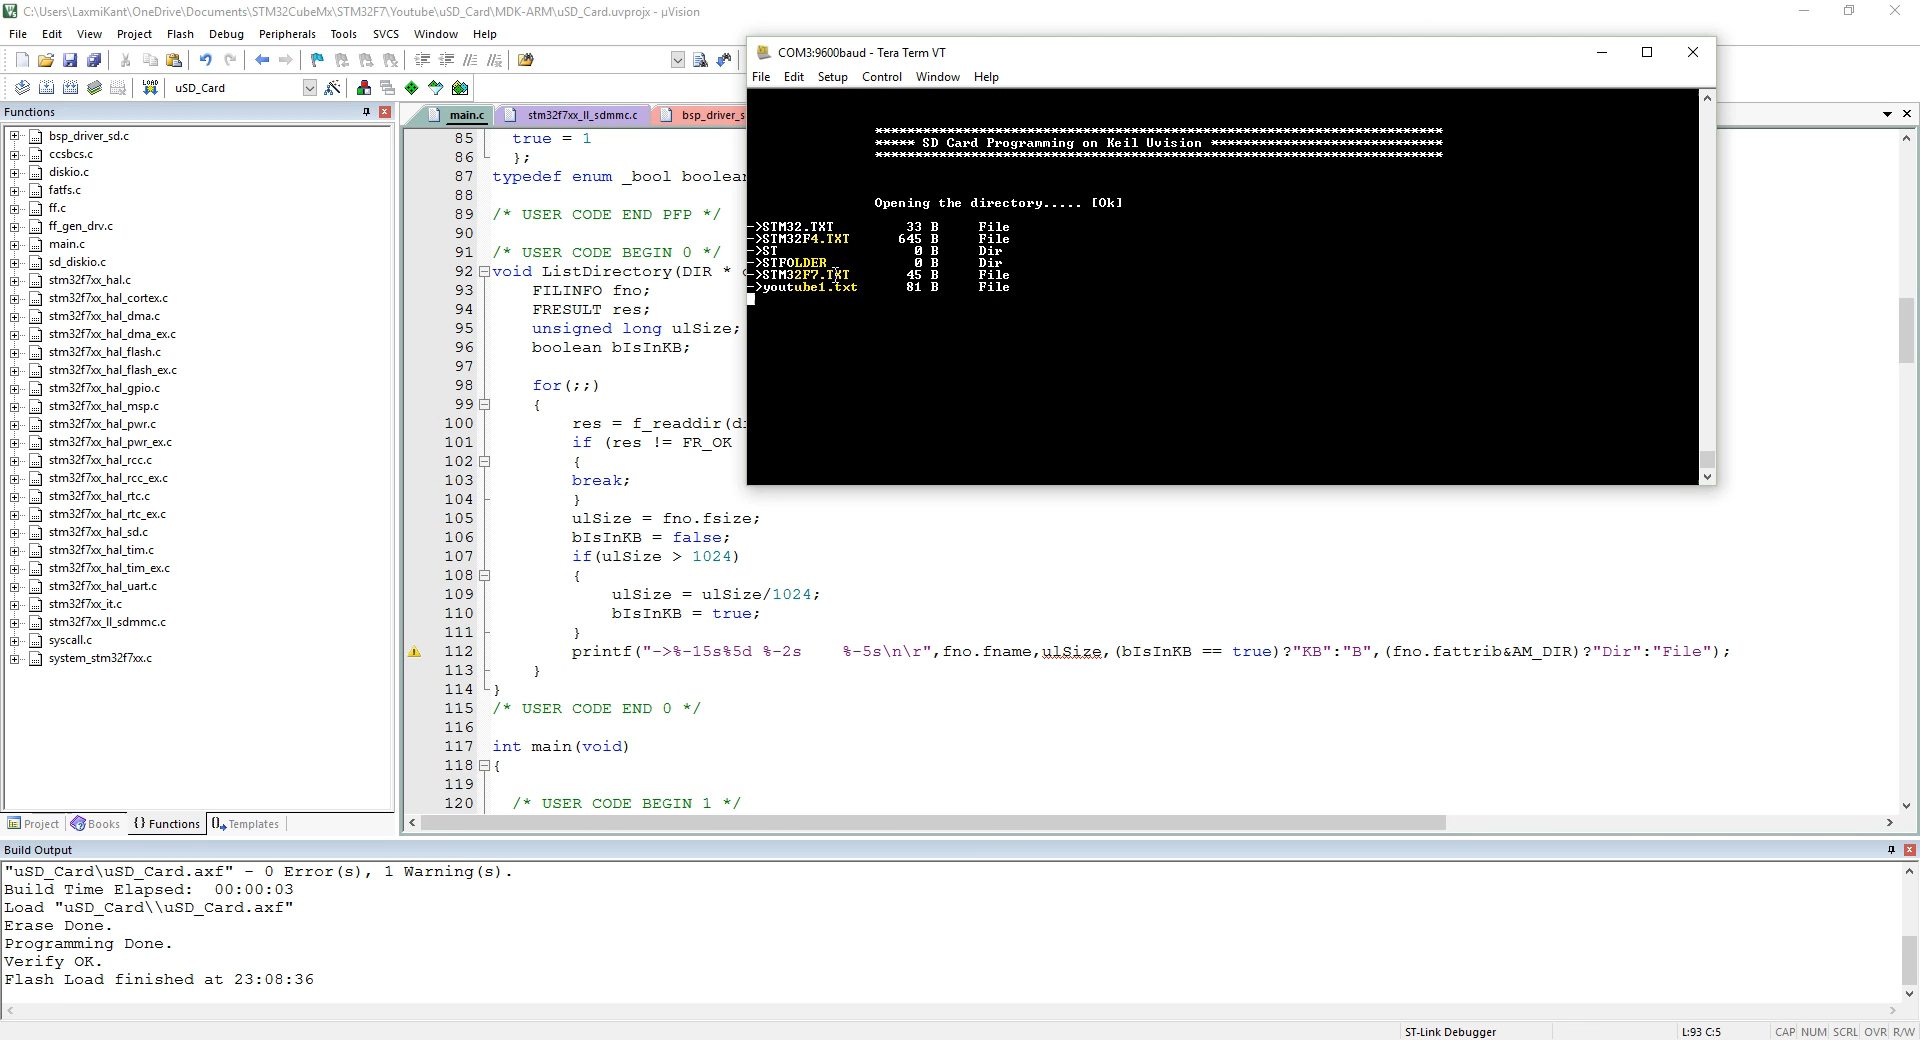 C:\Users\LaxmiKant\OneDrive\Documents\STM32CubeMx\STM32F7\Youtube\uSD_Card\MDK-ARM\uSD_Card.uvprojx - µVision
File Edit View Project Flash Debug Peripherals Tools SVCS Window Help
LOAD uSD_Card
Functions
bsp_driver_sd.c
ccsbcs.c
diskio.c
fatfs.c
ff.c
ff_gen_drv.c
main.c
sd_diskio.c
stm32f7xx_hal.c
stm32f7xx_hal_cortex.c
stm32f7xx_hal_dma.c
stm32f7xx_hal_dma_ex.c
stm32f7xx_hal_flash.c
stm32f7xx_hal_flash_ex.c
stm32f7xx_hal_gpio.c
stm32f7xx_hal_msp.c
stm32f7xx_hal_pwr.c
stm32f7xx_hal_pwr_ex.c
stm32f7xx_hal_rcc.c
stm32f7xx_hal_rcc_ex.c
stm32f7xx_hal_rtc.c
stm32f7xx_hal_rtc_ex.c
stm32f7xx_hal_sd.c
stm32f7xx_hal_tim.c
stm32f7xx_hal_tim_ex.c
stm32f7xx_hal_uart.c
stm32f7xx_it.c
stm32f7xx_ll_sdmmc.c
syscall.c
system_stm32f7xx.c
Project Books {} Functions Templates
main.c stm32f7xx_ll_sdmmc.c bsp_driver_s
85 true = 1
86 };
87 typedef enum _bool boolean
88
89 /* USER CODE END PFP */
90
91 /* USER CODE BEGIN 0 */
92 void ListDirectory(DIR *
93 FILINFO fno;
94 FRESULT res;
95 unsigned long ulSize;
96 boolean bIsInKB;
97
98 for(;;)
99 {
100 res = f_readdir(di
101 if (res != FR_OK
102 {
103 break;
104 }
105 ulSize = fno.fsize;
106 bIsInKB = false;
107 if(ulSize > 1024)
108 {
109 ulSize = ulSize/1024;
110 bIsInKB = true;
111 }
112 printf("->%-15s%5d %-2s    %-5s\n\r",fno.fname,ulSize,(bIsInKB == true)?"KB":"B",(fno.fattrib&AM_DIR)?"Dir":"File");
113 }
114 }
115 /* USER CODE END 0 */
116
117 int main(void)
118 {
119
120 /* USER CODE BEGIN 1 */
COM3:9600baud - Tera Term VT
File Edit Setup Control Window Help
***** SD Card Programming on Keil Uvision
Opening the directory..... [Ok]
->STM32.TXT 33 B File
->STM32F4.TXT 645 B File
->ST 0 B Dir
->STFOLDER 0 B Dir
->STM32F7.TXT 45 B File
->youtube1.txt 81 B File
Build Output
"uSD_Card\uSD_Card.axf" - 0 Error(s), 1 Warning(s).
Build Time Elapsed:  00:00:03
Load "uSD_Card\\uSD_Card.axf"
Erase Done.
Programming Done.
Verify OK.
Flash Load finished at 23:08:36
ST-Link Debugger L:93 C:5 CAP NUM SCRL OVR R/W